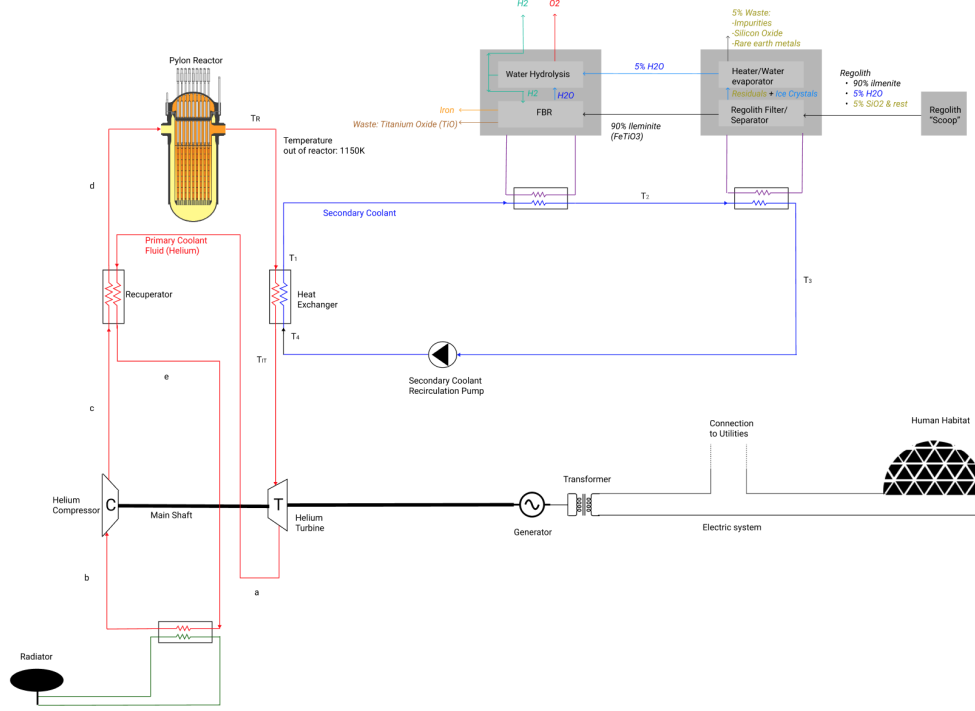 H2
O2
5% Waste:
-Impurities
-Silicon Oxide
-Rare earth metals
Pylon Reactor
Water Hydrolysis
5% H2O
Heater/Water
evaporator
Regolith
• 90% ilmenite
• 5% H2O
• 5% SiO2 & rest
H2
H2O
Residuals + Ice Crystals
Iron
FBR
Regolith Filter/
Separator
Regolith
"Scoop"
Waste: Titanium Oxide (TiO)
90% Ileminite
(FeTiO3)
TR
Temperature
out of reactor: 1150K
d
Secondary Coolant
T2
Primary Coolant
Fluid (Helium)
T1
T3
Recuperator
Heat
Exchanger
T4
TIT
e
Secondary Coolant
Recirculation Pump
c
Connection
to Utilities
Human Habitat
Transformer
Helium
Compressor
C
Main Shaft
T
Helium
Turbine
Generator
Electric system
b
a
Radiator